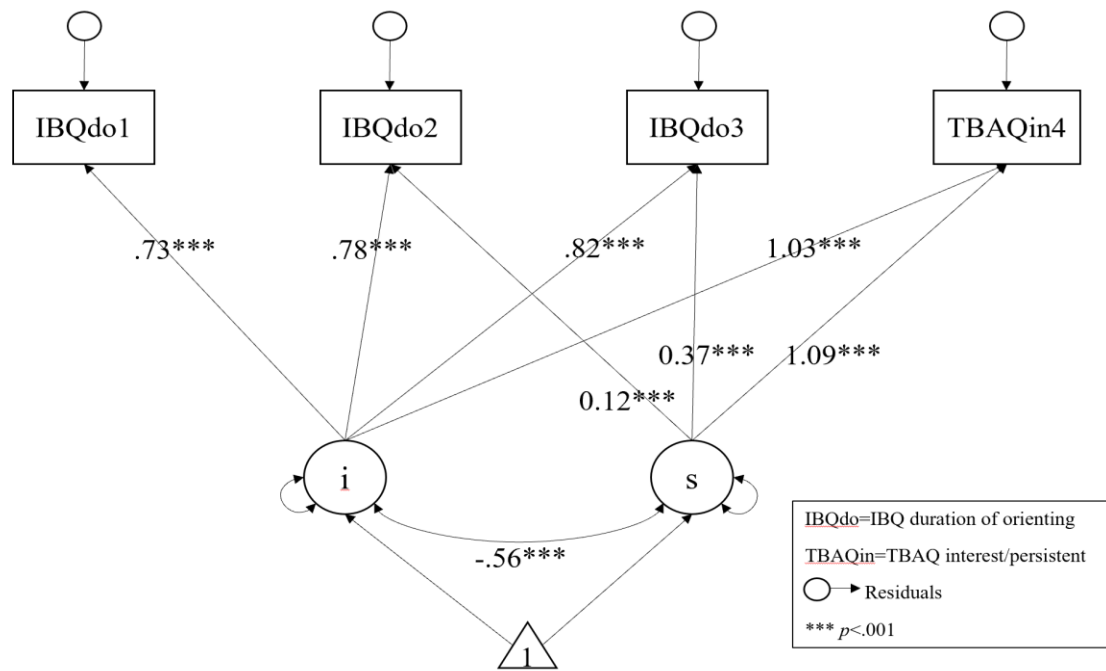 IBQdo1 IBQdo2 IBQdo3 TBAQin4
.73*** .78*** .82*** 1.03***
0.37*** 1.09***
0.12***
i s
-.56***
1
IBQdo=IBQ duration of orienting
TBAQin=TBAQ interest/persistent
Residuals
*** p<.001